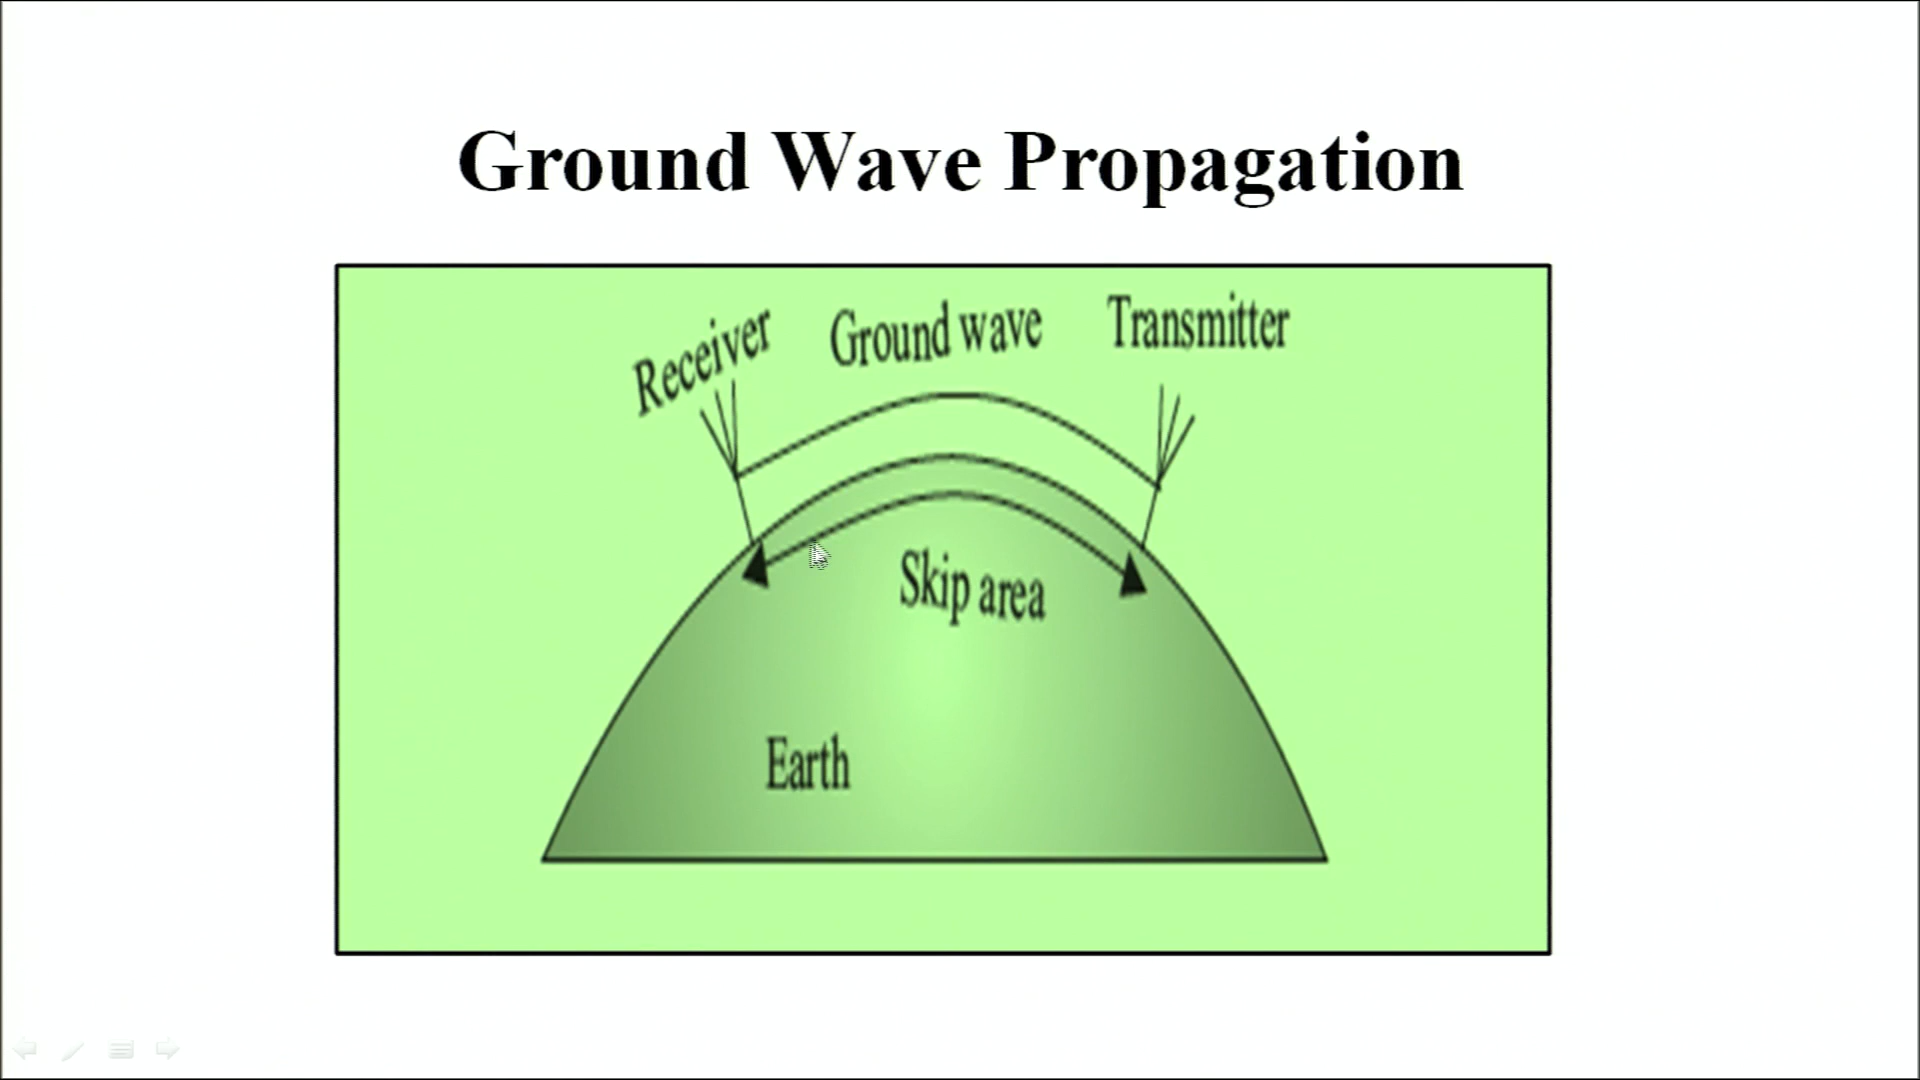 Ground Wave Propagation
Receiver
Ground wave
Transmitter
Skip area
Earth